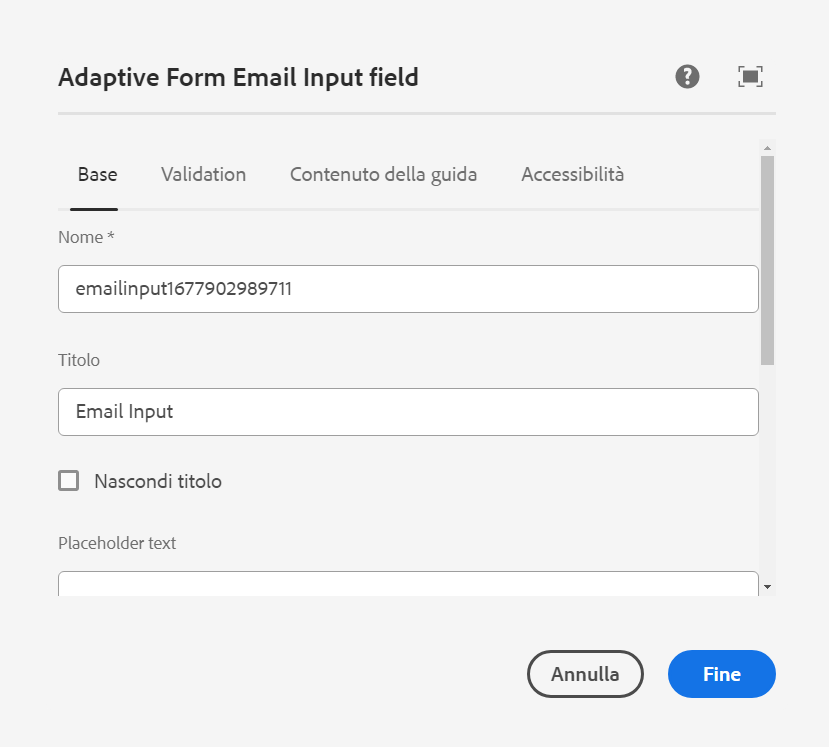 Adaptive Form Email Input field
Base Validation Contenuto della guida Accessibilità
Nome *
emailinput1677902989711
Titolo
Email Input
Nascondi titolo
Placeholder text
Annulla Fine